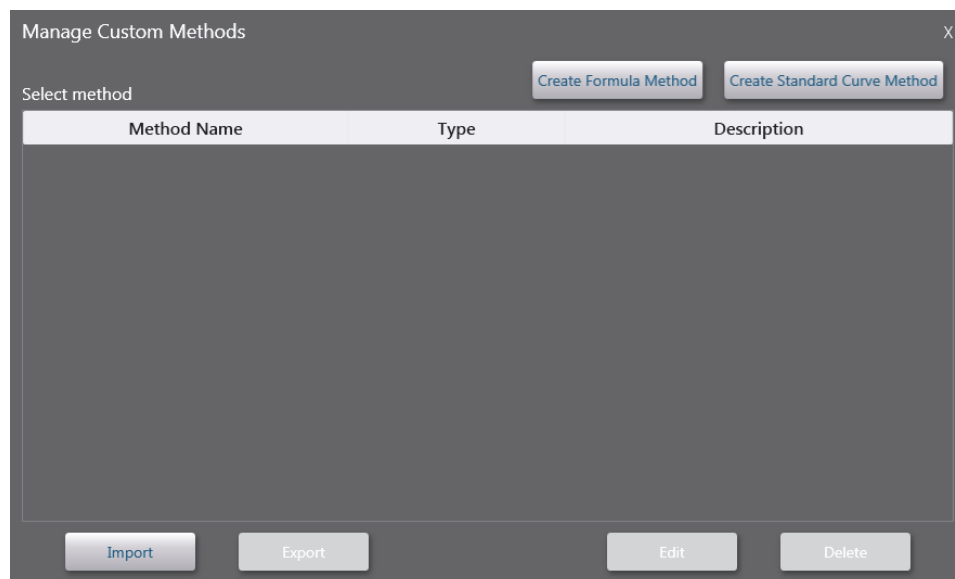 Manage Custom Methods X
Create Formula Method Create Standard Curve Method
Select method
Method Name Type Description
Import Export Edit Delete